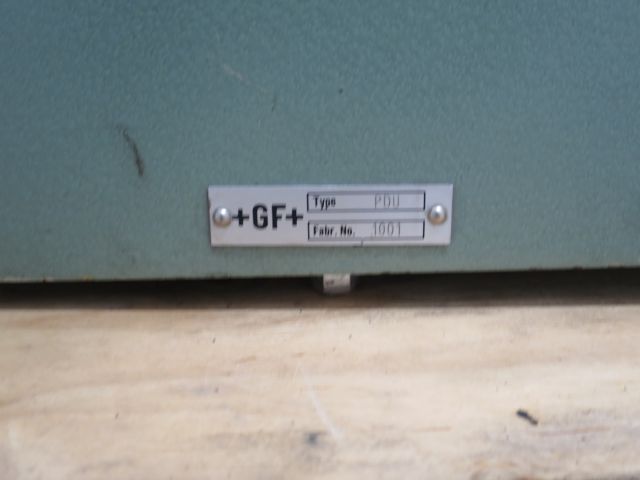 +GF+
Type PDU
Fabr. No. 1001